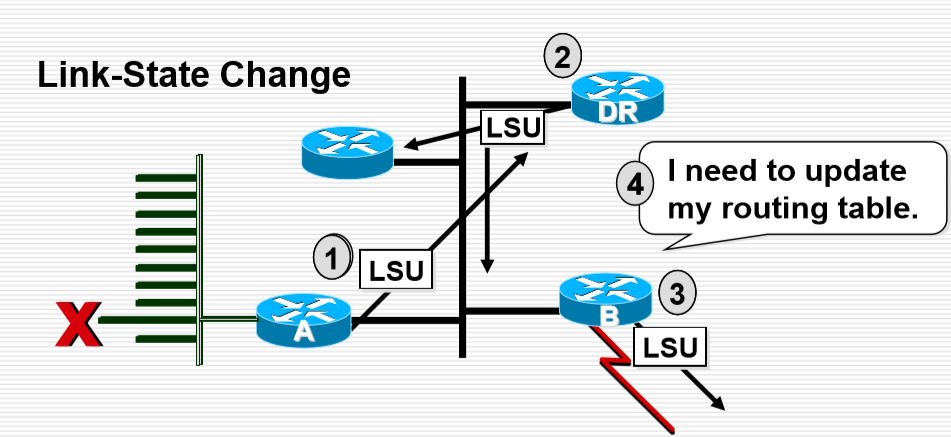 Link-State Change
2
DR
LSU
4
I need to update
my routing table.
1
LSU
A
3
B
LSU
X